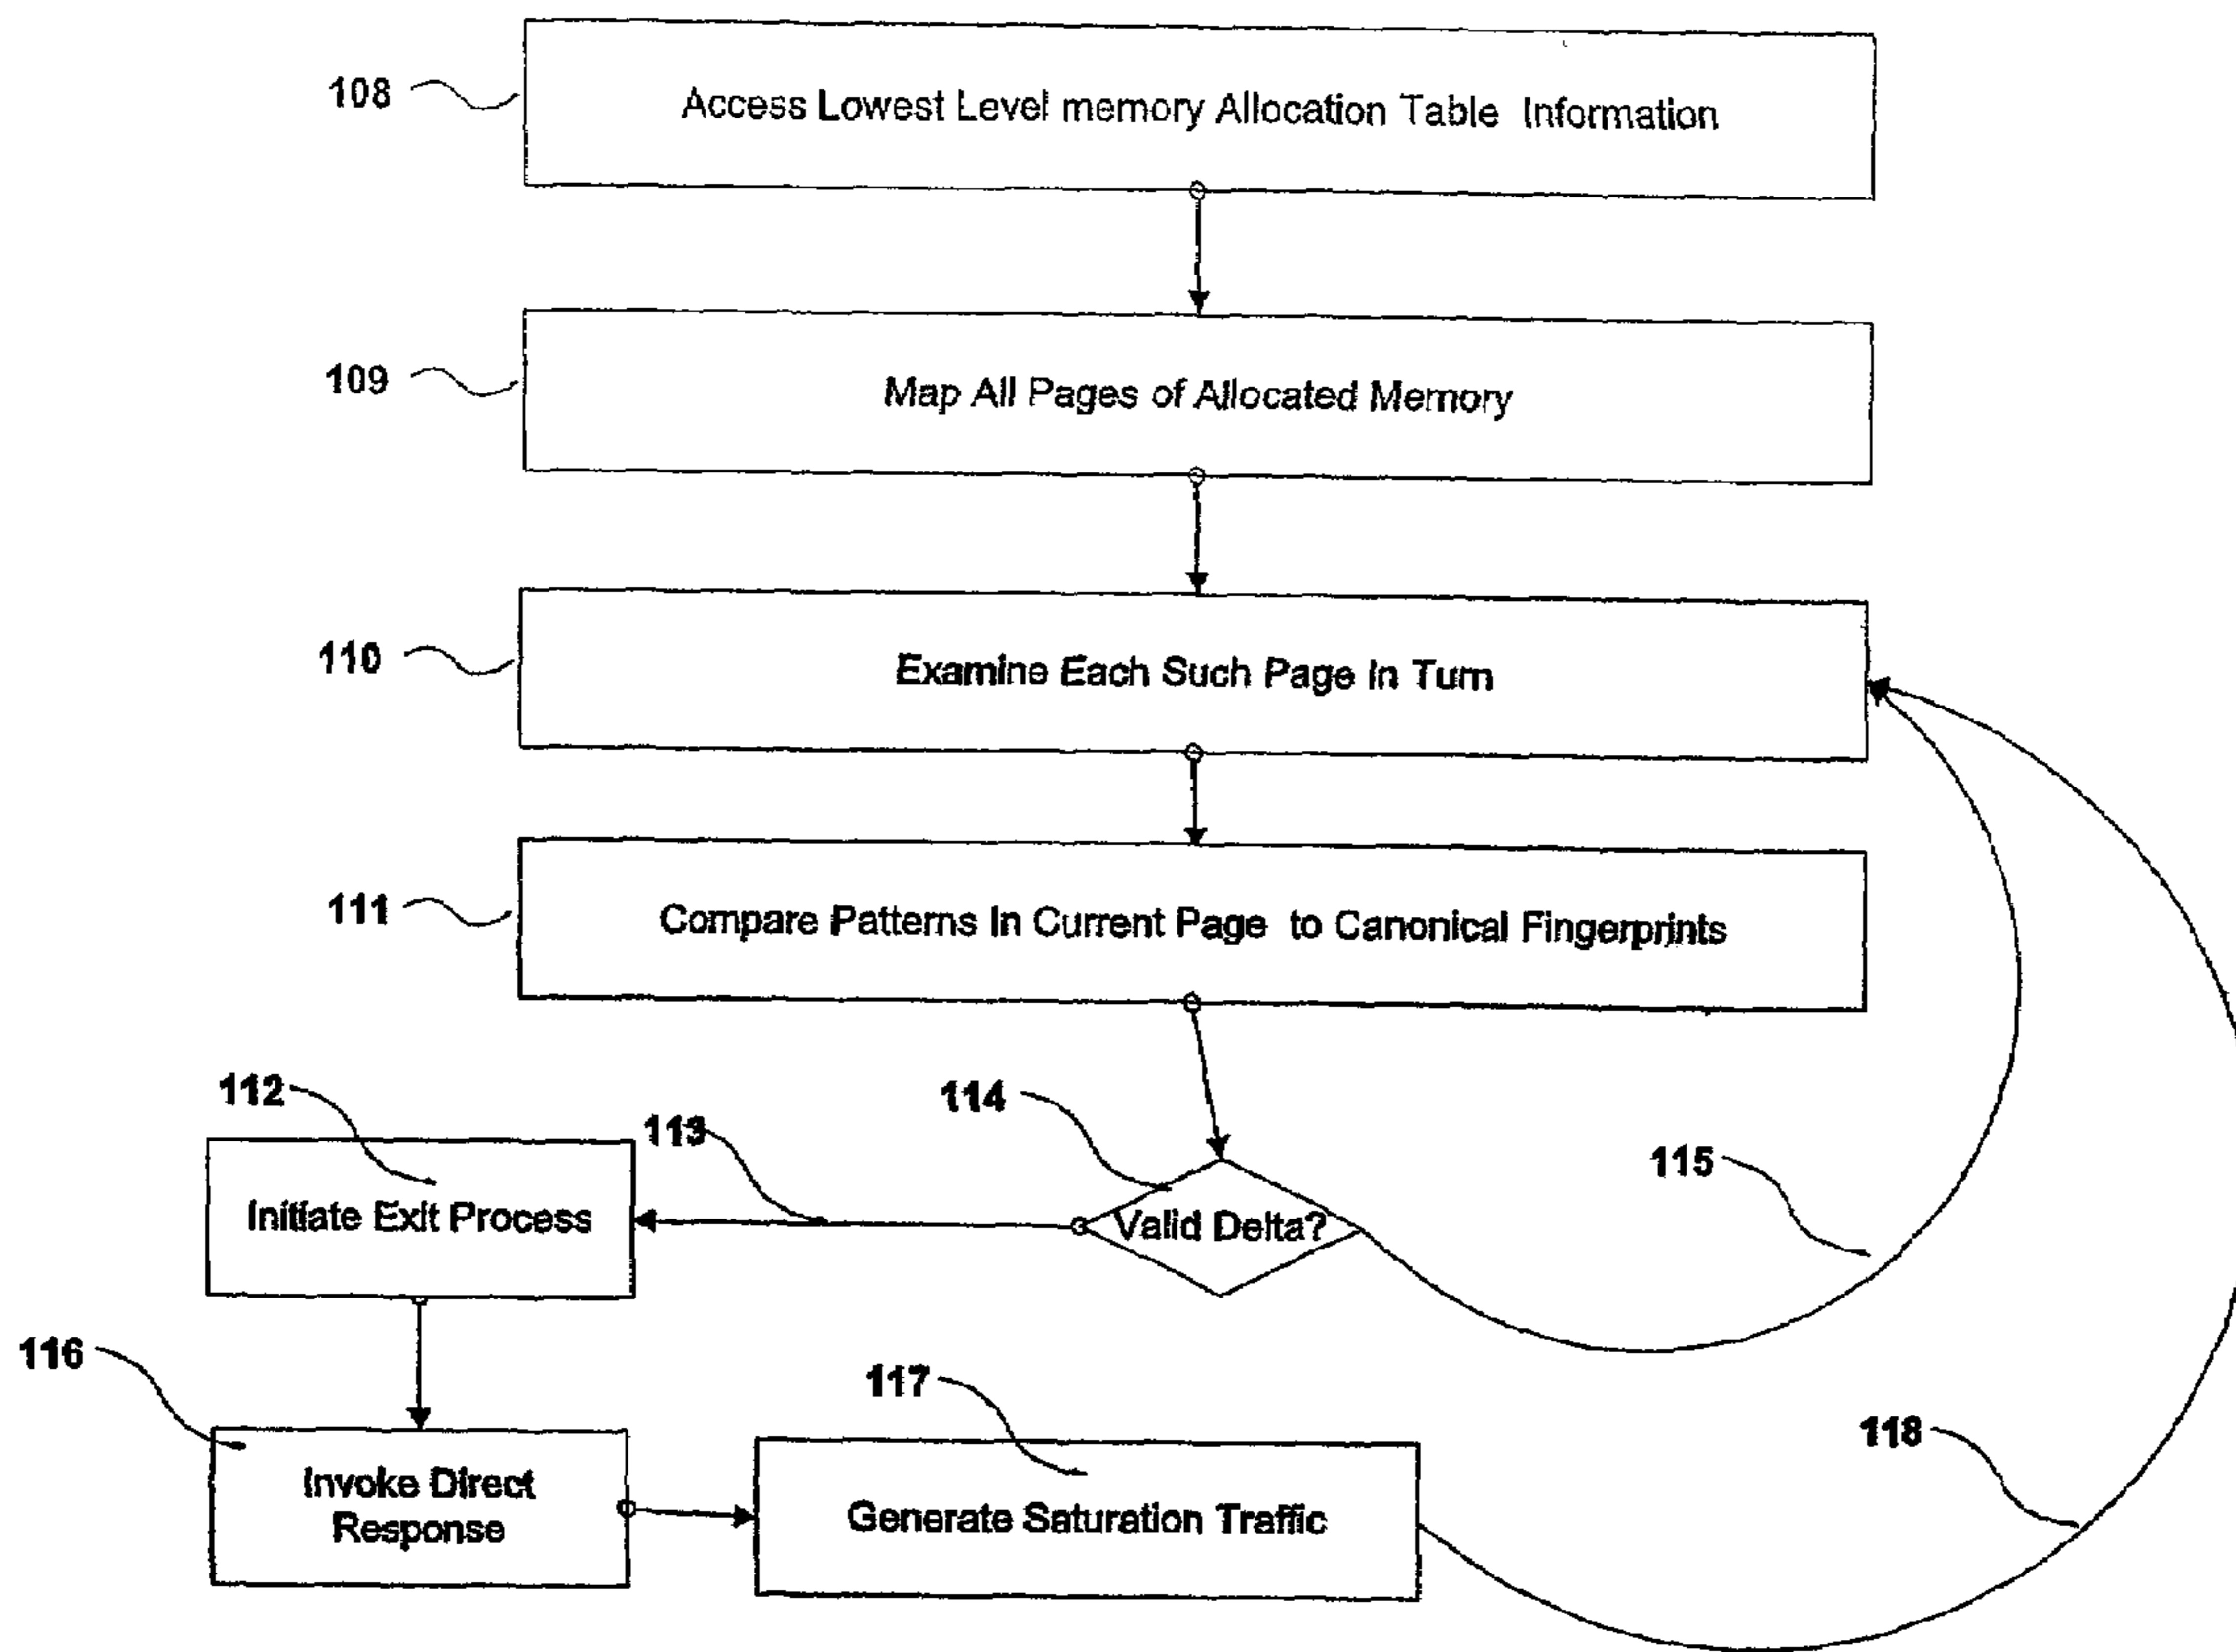 108
Access Lowest Level memory Allocation Table Information
109
Map All Pages of Allocated Memory
110
Examine Each Such Page In Turn
111
Compare Patterns In Current Page to Canonical Fingerprints
112
113
114
115
Initiate Exit Process
Valid Delta?
116
117
118
Invoke Direct
Response
Generate Saturation Traffic